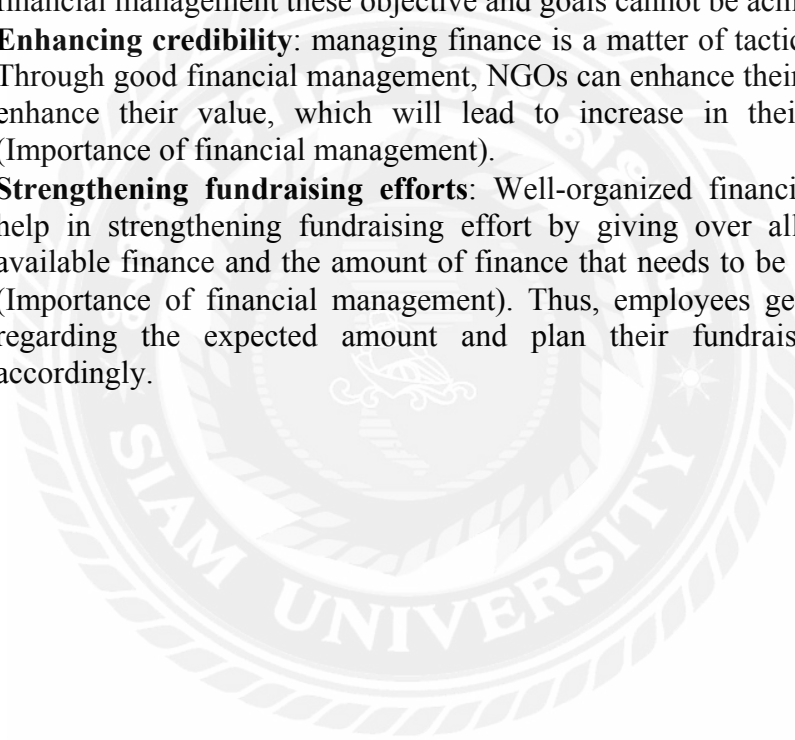 financial management these objective and goals cannot be
Enhancing credibility: managing finance is a matter of tactic
Through good financial management, NGOs can enhance their
enhance their value, which will lead to increase in thei
(Importance of financial management).
Strengthening fundraising efforts: Well-organized financi
help in strengthening fundraising effort by giving over all
available finance and the amount of finance that needs to be
(Importance of financial management). Thus, employees ge
regarding the expected amount and plan their fundrais
accordingly.
SIAM UNIVERSITY